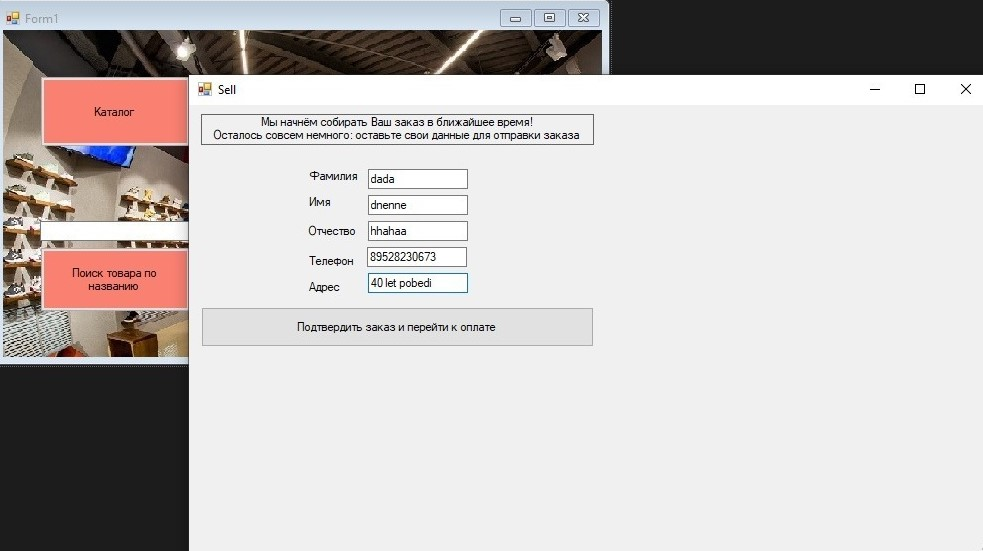 Form1
Каталог
Поиск товара по
названию
Sell
Мы начнём собирать Ваш заказ в ближайшее время!
Осталось совсем немного: оставьте свои данные для отправки заказа
Фамилия dada
Имя dnenne
Отчество hhahaa
Телефон 89528230673
Адрес 40 let pobedi
Подтвердить заказ и перейти к оплате